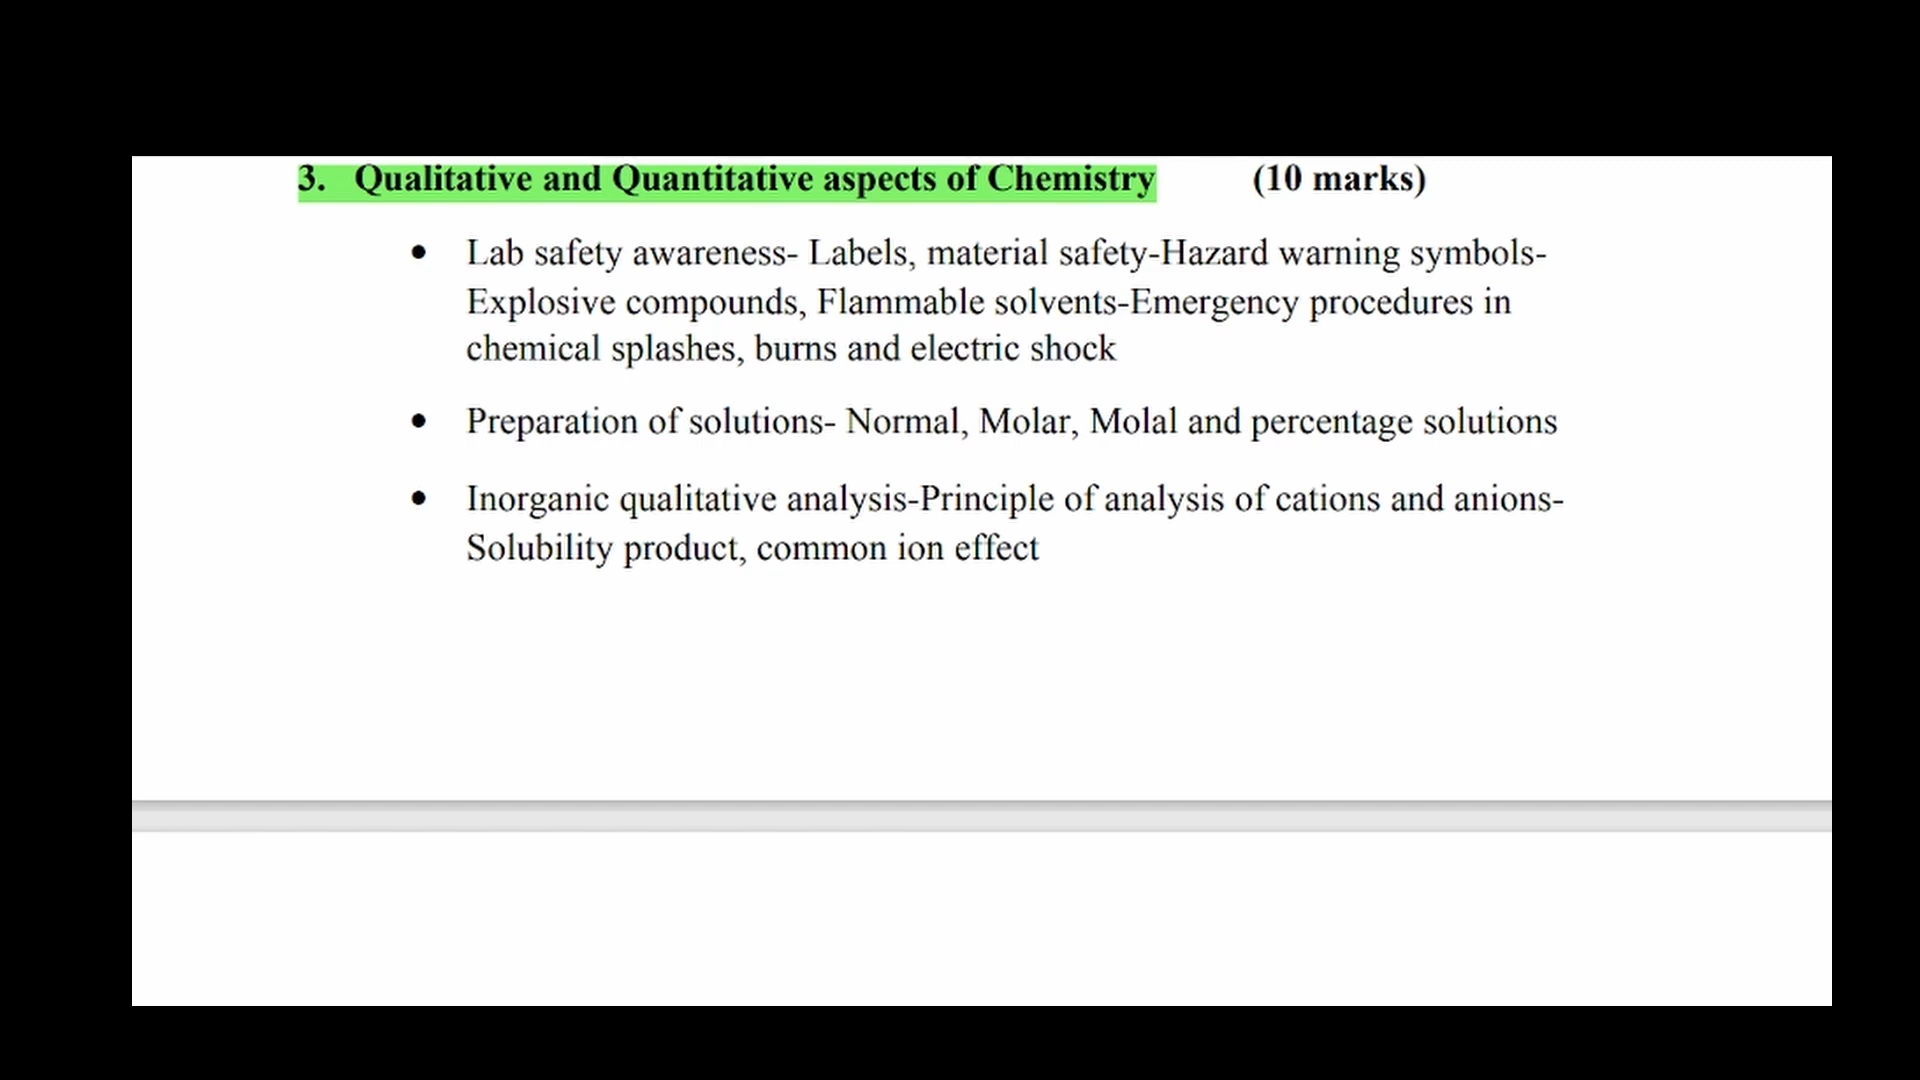 3. Qualitative and Quantitative aspects of Chemistry (10 marks)
• Lab safety awareness- Labels, material safety-Hazard warning symbols-
Explosive compounds, Flammable solvents-Emergency procedures in
chemical splashes, burns and electric shock
• Preparation of solutions- Normal, Molar, Molal and percentage solutions
• Inorganic qualitative analysis-Principle of analysis of cations and anions-
Solubility product, common ion effect